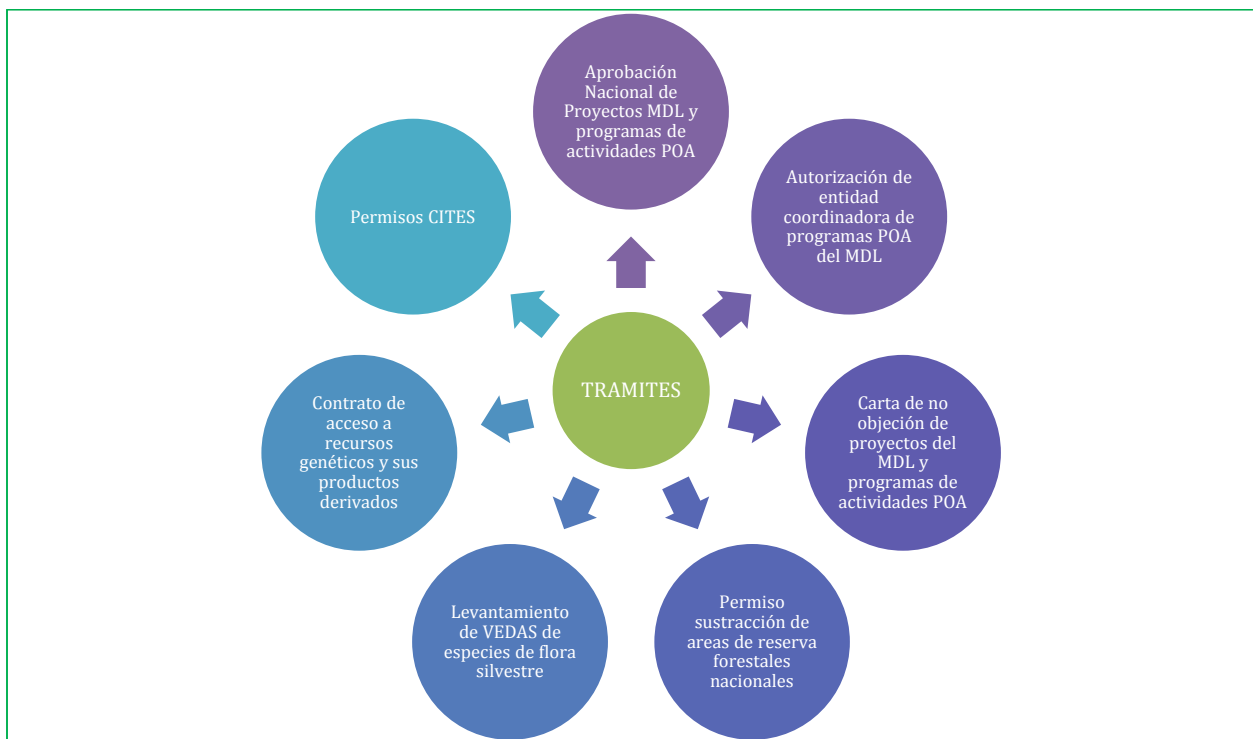 Aprobación
Nacional de
Proyectos MDL y
programas de
actividades POA
Autorización de
entidad
coordinadora de
programas POA
del MDL
Carta de no
objeción de
proyectos del
MDL y
programas de
actividades POA
Permiso
sustracción de
areas de reserva
forestales
nacionales
Levantamiento
de VEDAS de
especies de flora
silvestre
Contrato de
acceso a
recursos
genéticos y sus
productos
derivados
Permisos CITES
TRAMITES